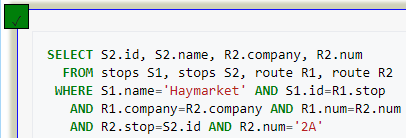 SELECT S2.id, S2.name, R2.company, R2.num
FROM stops S1, stops S2, route R1, route R2
WHERE S1.name='Haymarket' AND S1.id=R1.stop
AND R1.company=R2.company AND R1.num=R2.num
AND R2.stop=S2.id AND R2.num='2A'